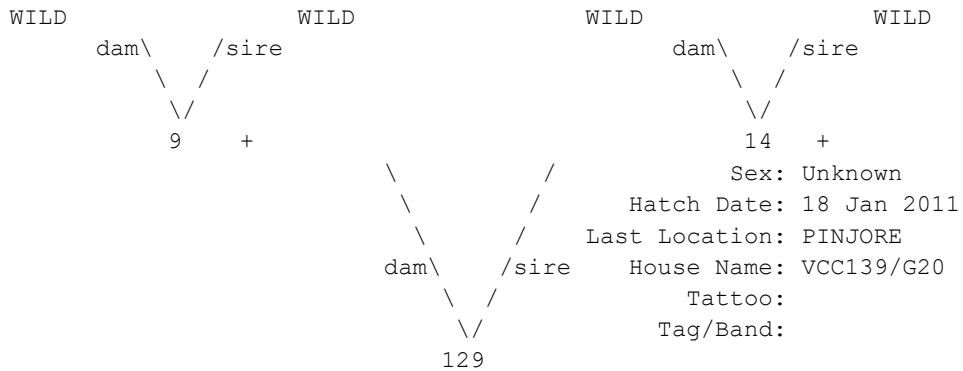 WILD                   WILD                  WILD                   WILD
      dam\     /sire                              dam\    /sire
          \  /                                        \  /
           \/                                          \/
           9    +                                      14   +
                         \          /            Sex: Unknown
                          \        /      Hatch Date: 18 Jan 2011
                           \      /    Last Location: PINJORE
                         dam\    /sire    House Name: VCC139/G20
                             \  /             Tattoo:
                              \/            Tag/Band:
                             129